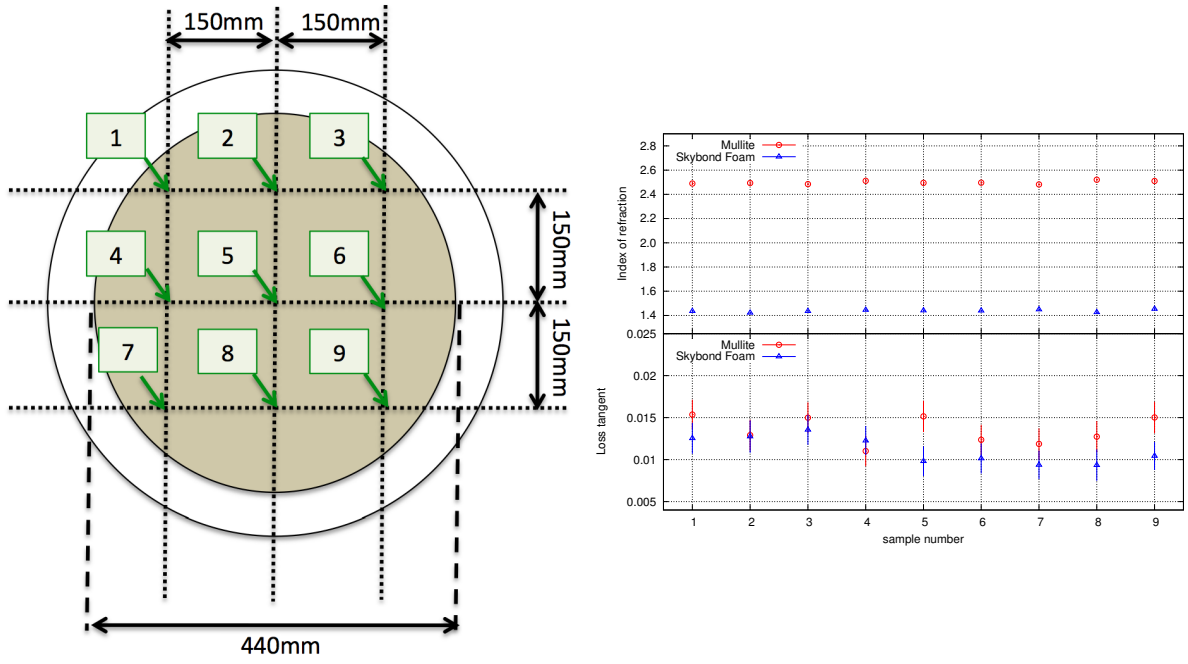 150mm 150mm
1 2 3
4 5 6
7 8 9
150mm
150mm
440mm
Mullite
Skybond Foam
Index of refraction
2.8
2.6
2.4
2.2
2.0
1.8
1.6
1.4
0.025
Mullite
Skybond Foam
Loss tangent
0.02
0.015
0.01
0.005
1 2 3 4 5 6 7 8 9
sample number